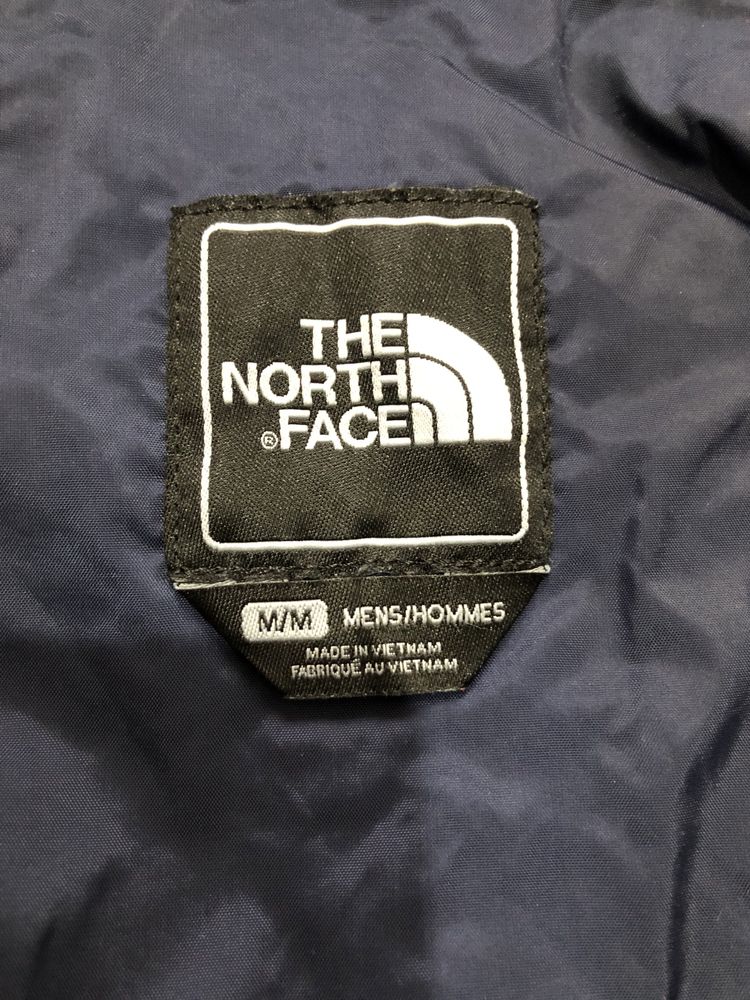 THE
NORTH
®FACE
M/M MENS/HOMMES
MADE IN VIETNAM
FABRIQUÉ AU VIETNAM